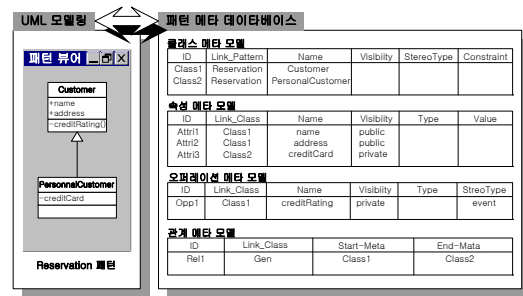 UML 모델링
패턴 메타 데이타베이스
패턴 뷰어
Customer
+name
+address
-creditRating()
PersonnalCustomer
-creditCard
Reservation 패턴
클래스 메타 모델
ID Link_Pattern Name Visibiity StereoType Constraint
Class1 Reservation Customer
Class2 Reservation PersonalCustomer
속성 메타 모델
ID Link_Class Name Visibiity Type Value
Attri1 Class1 name public
Attri2 Class1 address public
Attri3 Class2 creditCard private
오퍼레이션 메타 모델
ID Link_Class Name Visibiity Type StreoType
Opp1 Class1 creditRating private event
관계 메타 모델
ID Link_Class Start-Meta End-Mata
Rel1 Gen Class1 Class2